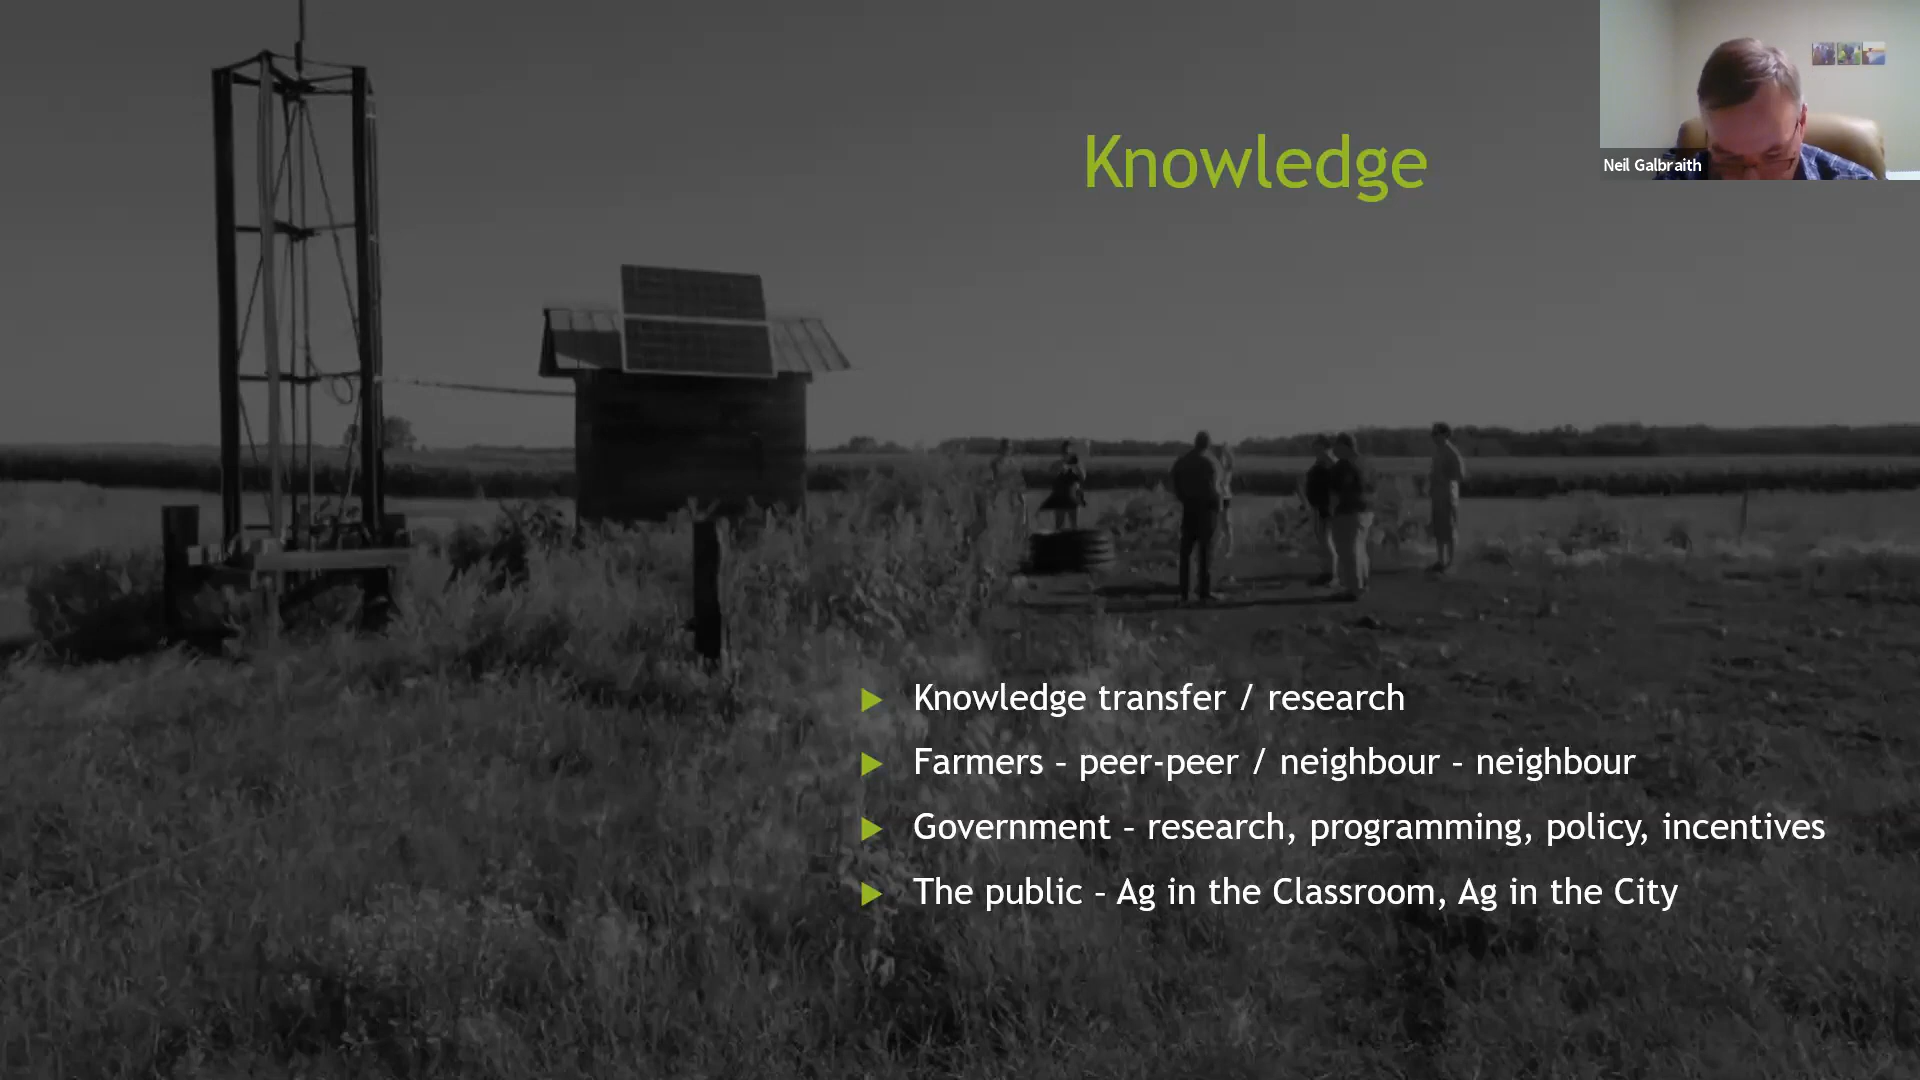 Knowledge
Neil Galbraith
Knowledge transfer / research
Farmers – peer-peer / neighbour – neighbour
Government – research, programming, policy, incentives
The public – Ag in the Classroom, Ag in the City